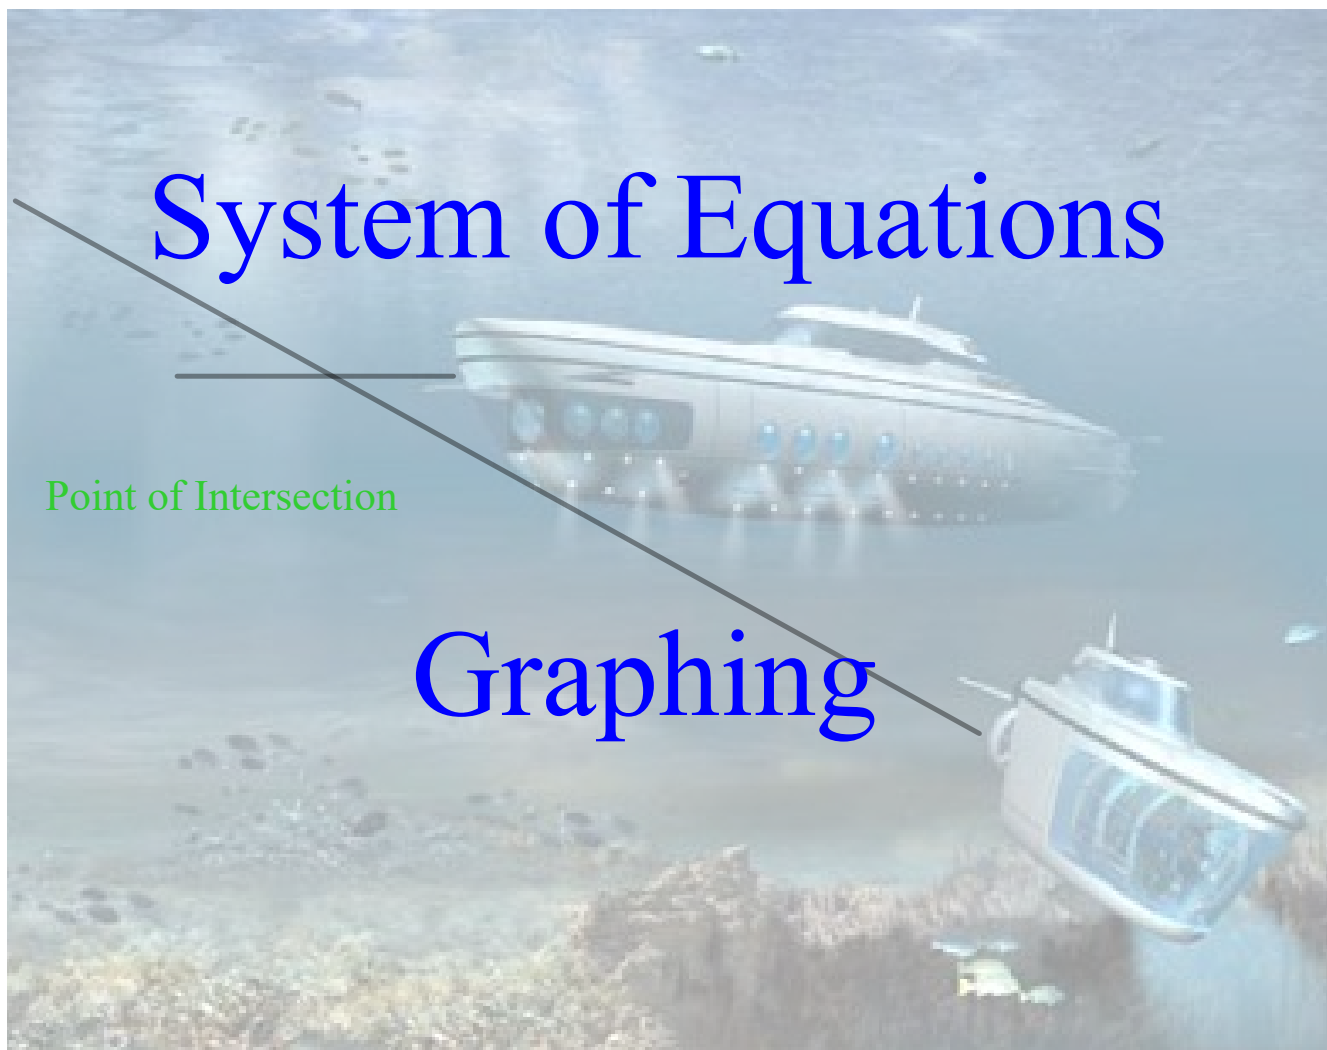 System of Equations
Point of Intersection
Graphing